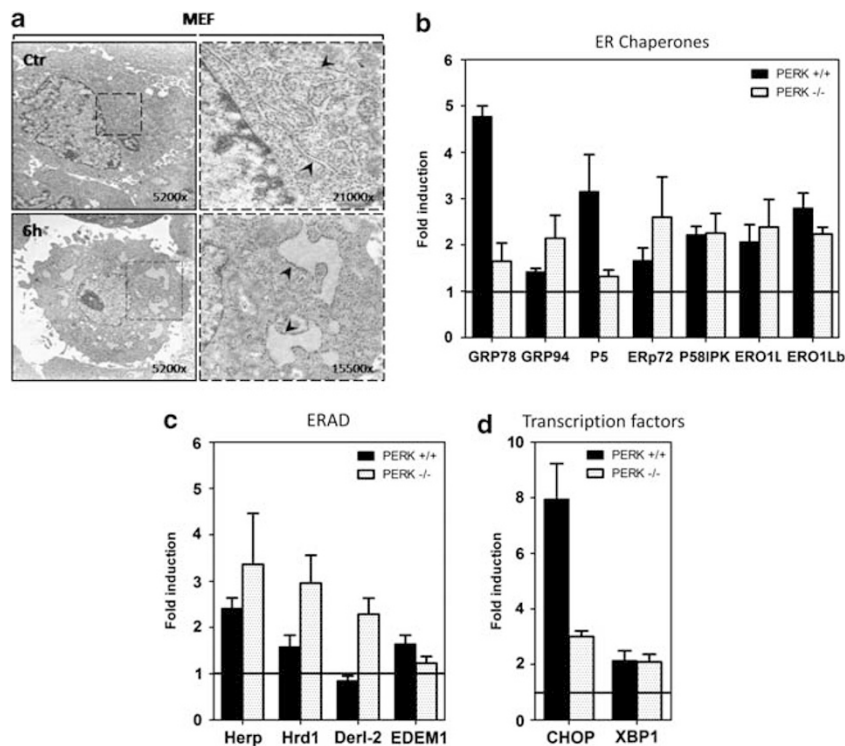 a
MEF
Ctr
5200x
21000x
6h
5200x
15500x
b
ER Chaperones
PERK +/+
PERK -/-
Fold induction
6
5
4
3
2
1
0
GRP78 GRP94 P5 ERp72 P58IPK ERO1L ERO1Lb
c
ERAD
PERK +/+
PERK -/-
Fold induction
6
5
4
3
2
1
0
Herp Hrd1 Derl-2 EDEM1
d
Transcription factors
PERK +/+
PERK -/-
Fold induction
10
8
6
4
2
0
CHOP XBP1